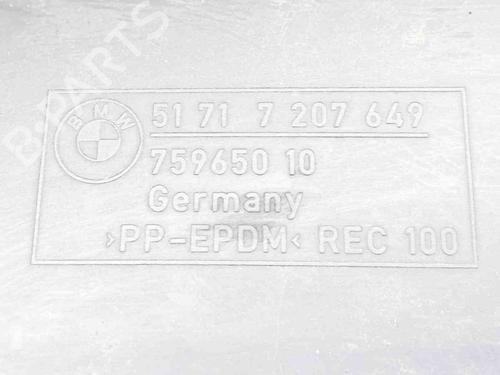 B-PARTS
BMW
51 71 7 207 649
759650 10
Germany
>PP-EPDM< REC 100